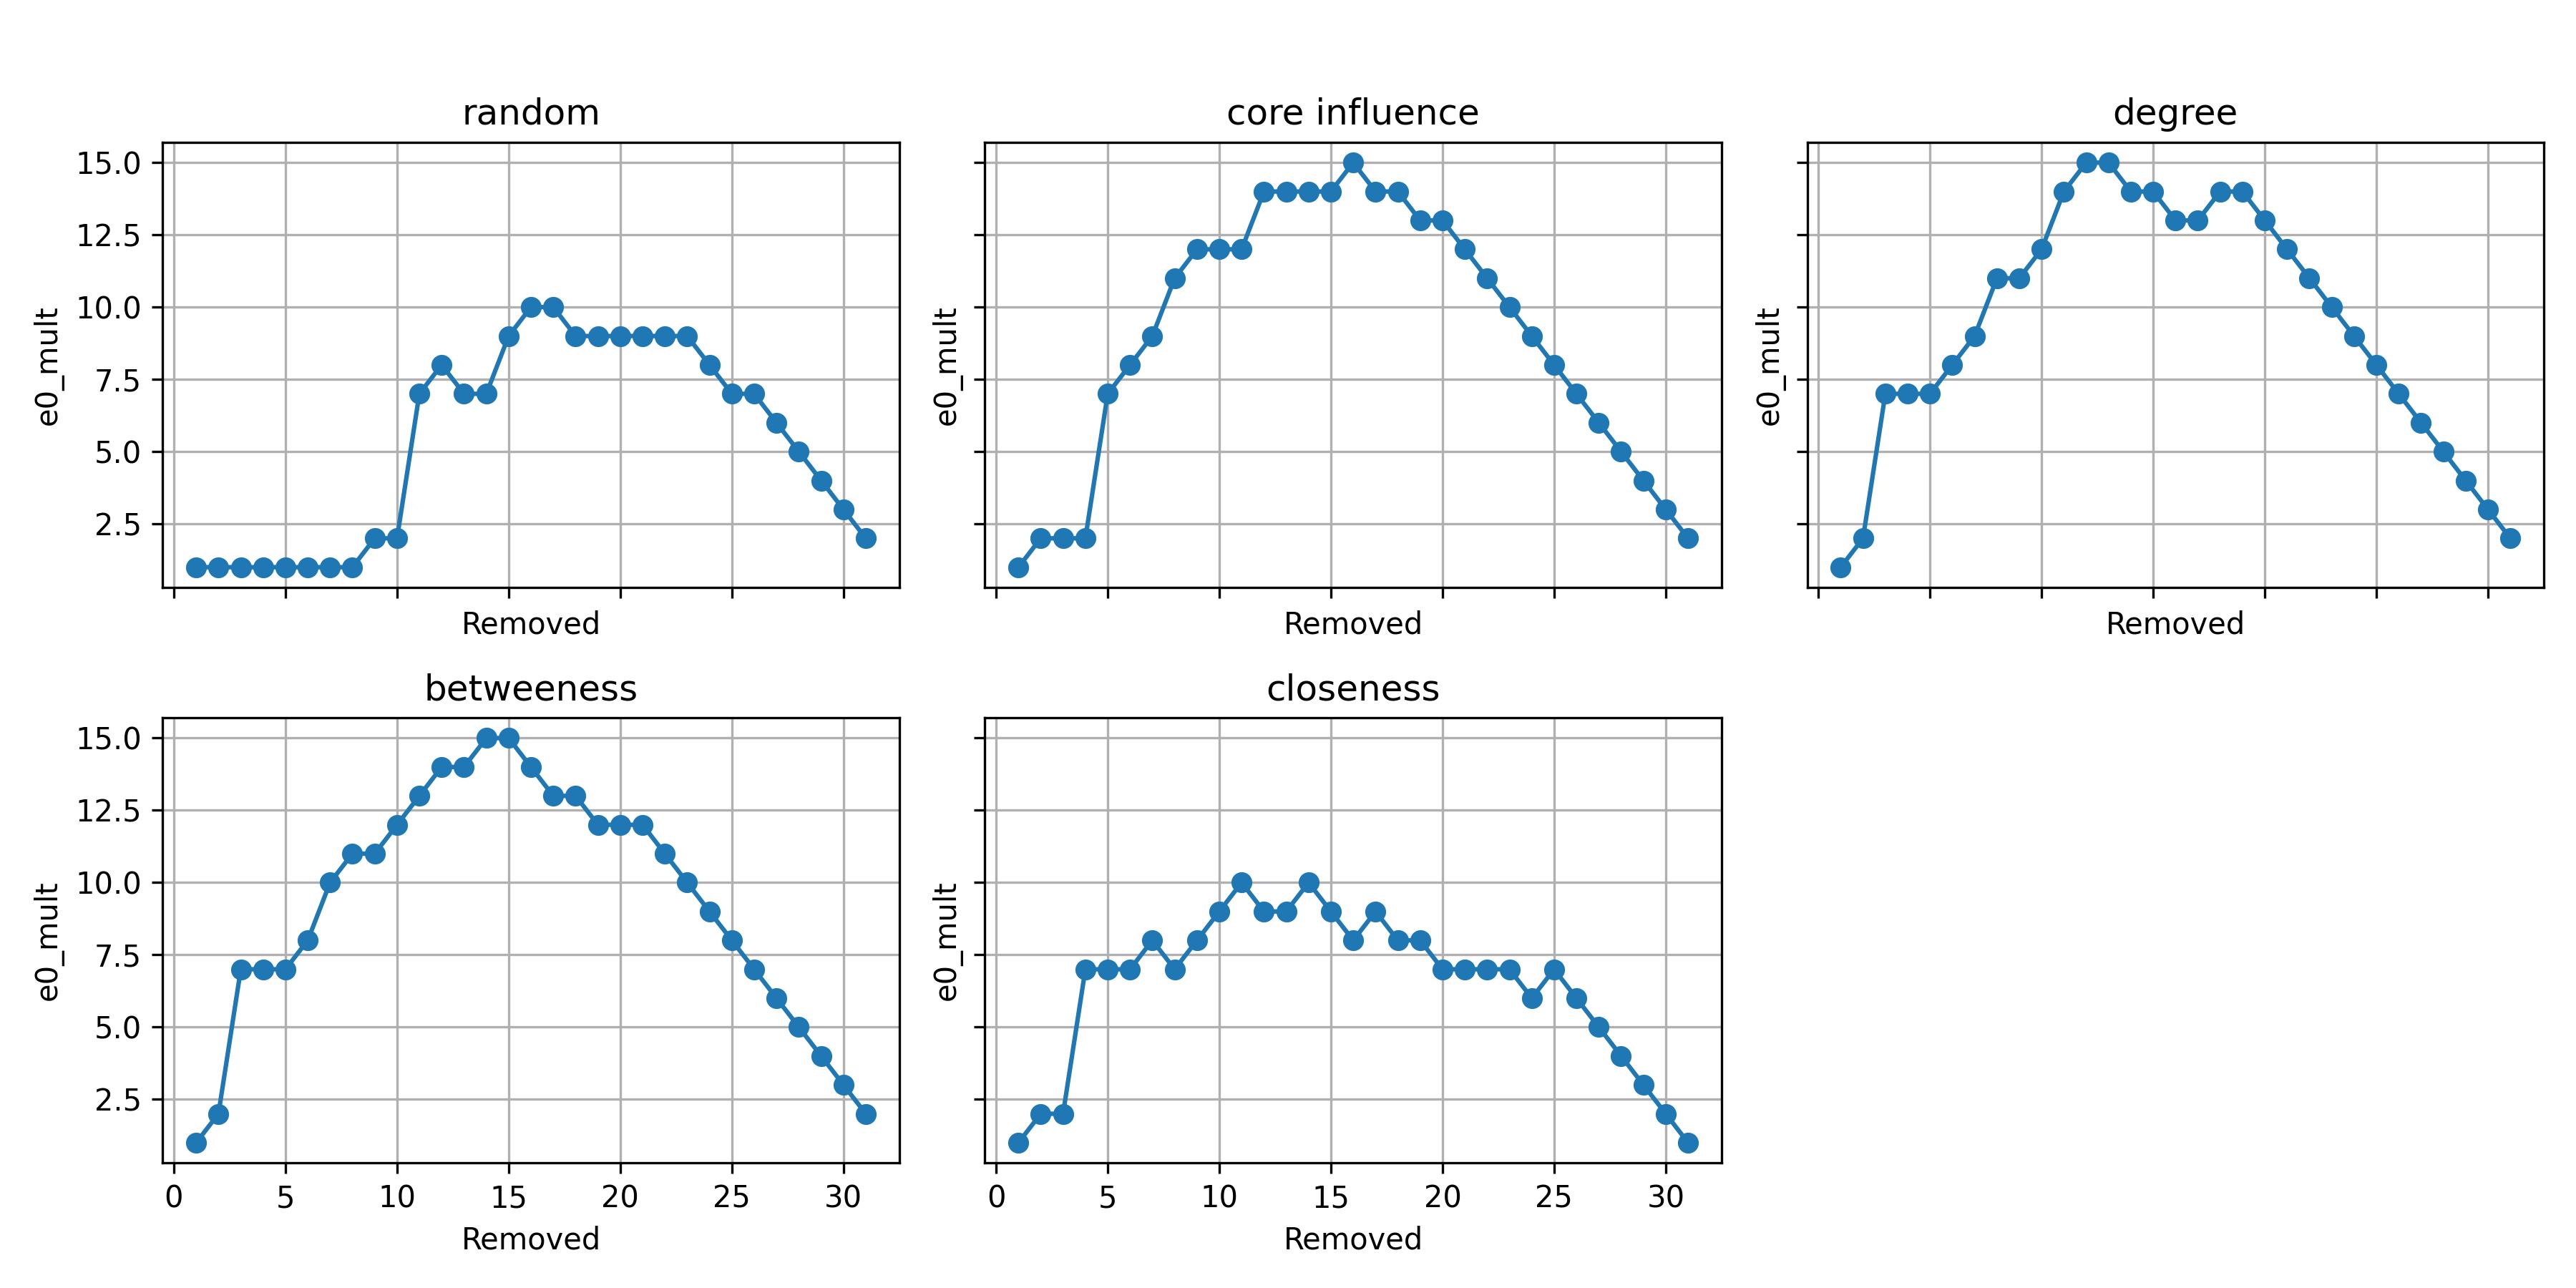 random
core influence
degree
15.0
12.5
10.0
7.5
5.0
2.5
e0_mult
e0_mult
e0_mult
Removed
Removed
Removed
betweeness
closeness
15.0
12.5
10.0
7.5
5.0
2.5
e0_mult
e0_mult
0 5 10 15 20 25 30
0 5 10 15 20 25 30
Removed
Removed